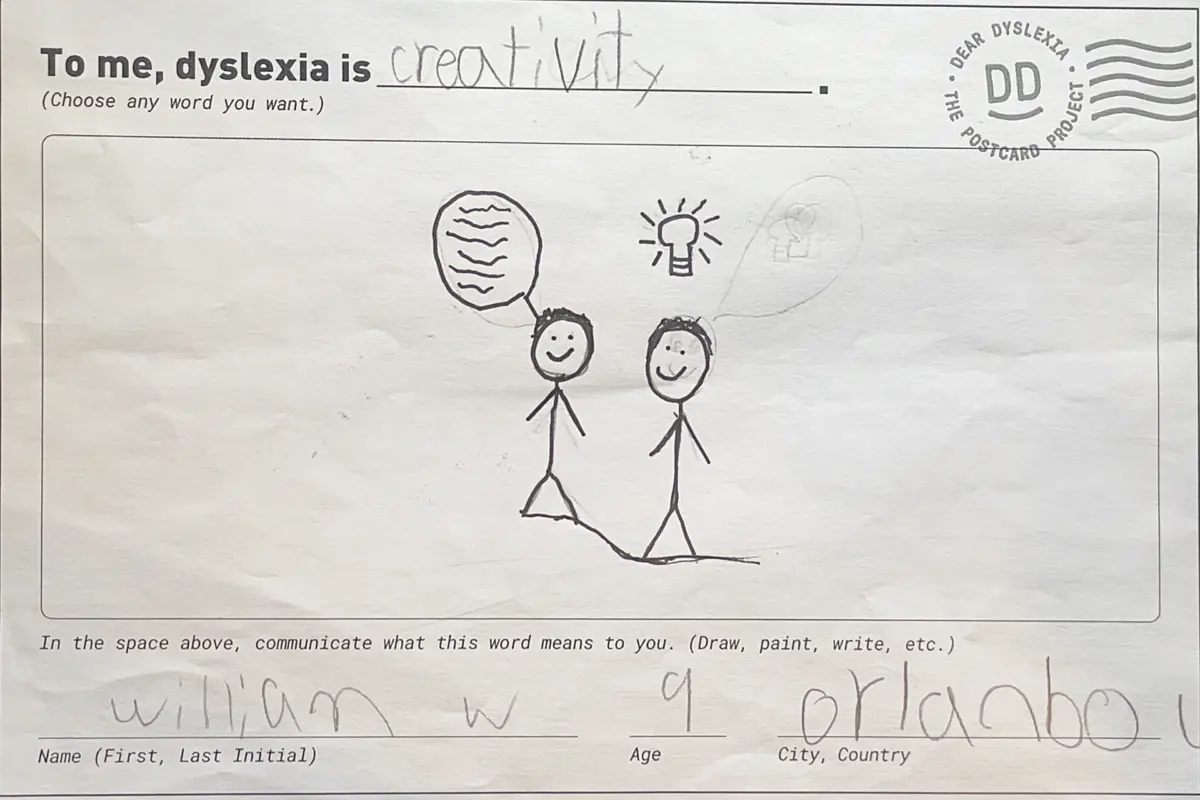 To me, dyslexia is creativity.
(Choose any word you want.)
DEAR DYSLEXIA • THE POSTCARD PROJECT •
DD
In the space above, communicate what this word means to you. (Draw, paint, write, etc.)
willian w 9 orlanbo
Name (First, Last Initial) Age City, Country